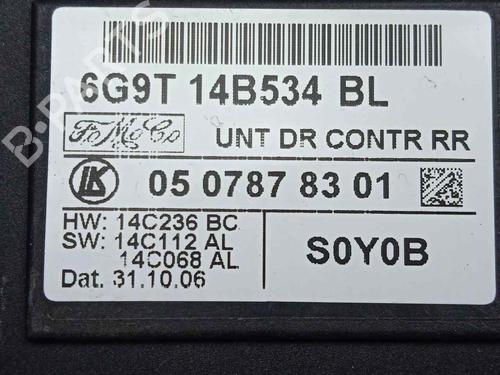 6G9T 14B534 BL
FoMoCo
UNT DR CONTR RR
LK
05 0787 83 01
HW: 14C236 BC
SW: 14C112 AL
14C068 AL
Dat. 31.10.06
S0Y0B
B-PARTS